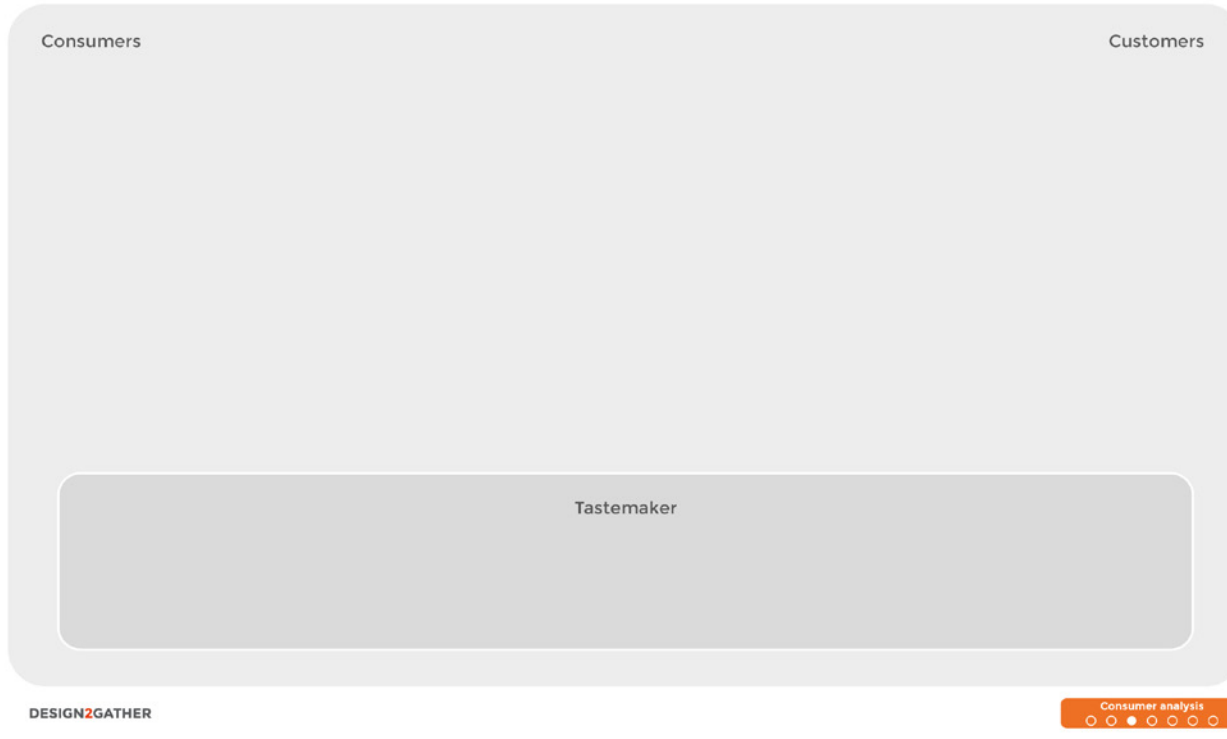 Consumers
Customers
Tastemaker
DESIGN2GATHER
Consumer analysis